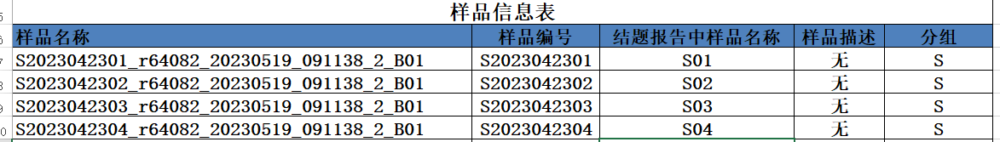 样品信息表
样品名称 样品编号 结题报告中样品名称 样品描述 分组
S2023042301_r64082_20230519_091138_2_B01 S2023042301 S01 无 S
S2023042302_r64082_20230519_091138_2_B01 S2023042302 S02 无 S
S2023042303_r64082_20230519_091138_2_B01 S2023042303 S03 无 S
S2023042304_r64082_20230519_091138_2_B01 S2023042304 S04 无 S